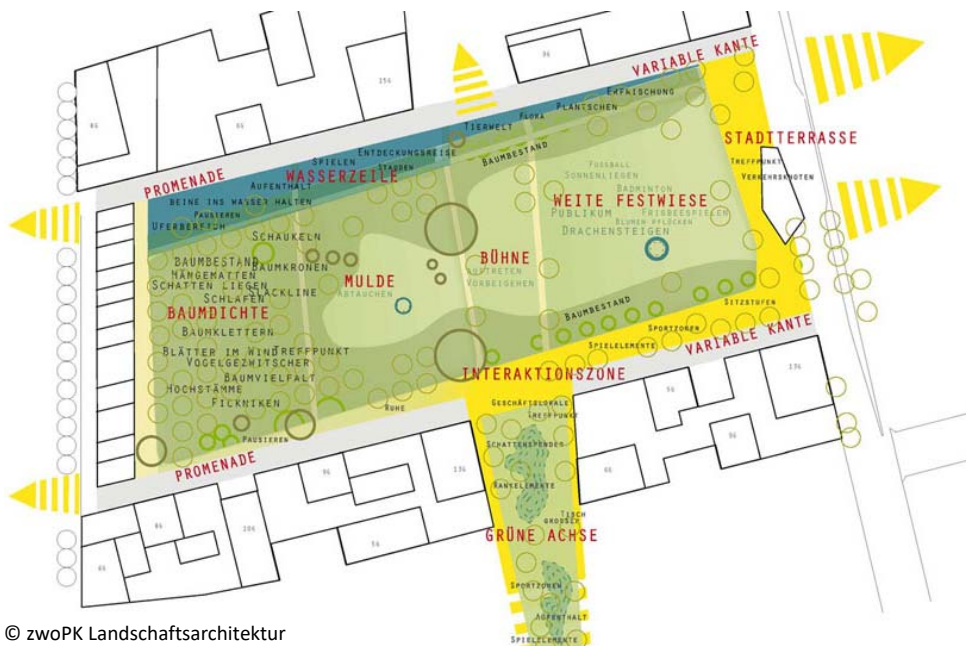 VARIABLE KANTE
ERFRISCHUNG
PLANTSCHEN
FLORA
TIERWELT
ENTDECKUNGSREISE
STAUDEN
SPIELEN
WASSERZEILE
PROMENADE
AUFENTHALT
BEINE INS WASSER HALTEN
PAUSIEREN
UFERBEREICH
BAUMBESTAND
STADTTERRASSE
TREFFPUNKT
VERKEHRSKNOTEN
FUSSBALL
SONNENLIEGEN
BADMINTON
WEITE FESTWIESE
PUBLIKUM
FRISBEESPIELEN
BLUMEN PFLÜCKEN
DRACHENSTEIGEN
SCHAUKELN
BAUMBESTAND
BAUMKRONEN
HÄNGEMATTEN
SCHATTEN LIEGEN
SLACKLINE
SCHLAFEN
MULDE
ABTAUCHEN
BÜHNE
AUFTRETEN
VORBEIGEHEN
BAUMDICHTE
BAUMKLETTERN
BLÄTTER IM WIND
TREFFPUNKT
VOGELGEZWITSCHER
BAUMVIELFALT
HOCHSTÄMME
PICKNIKEN
PAUSIEREN
RUHE
BAUMBESTAND
SITZSTUFEN
SPORTZONEN
SPIELELEMENTE
VARIABLE KANTE
INTERAKTIONSZONE
PROMENADE
GESCHÄFTSLOKALE
TREFFPUNKT
SCHATTENSPENDER
RANKELEMENTE
TISCH
GROSSER
GRÜNE ACHSE
SPORTZONEN
AUFENTHALT
SPIELELEMENTE
© zwoPK Landschaftsarchitektur